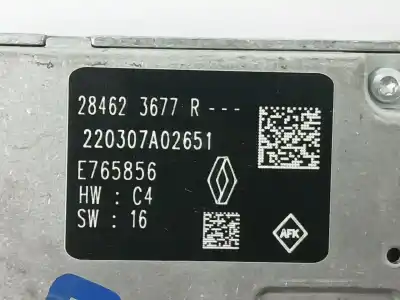 28462 3677 R ---
220307A02651
E765856
HW : C4
SW : 16
AFK